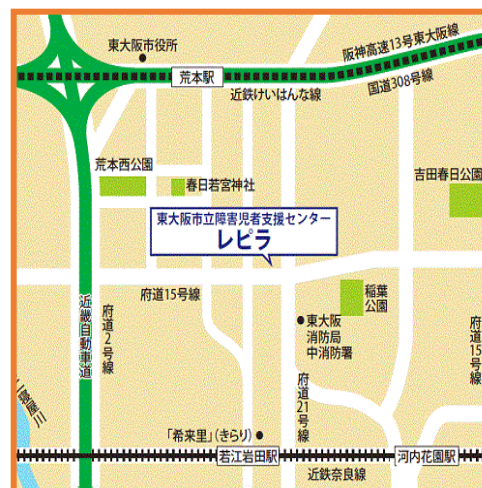 東大阪市役所
阪神高速13号東大阪線
荒本駅
近鉄けいはんな線
国道308号線
荒本西公園
春日若宮神社
吉田春日公園
東大阪市立障害児者支援センター
レピラ
府道15号線
近畿自動車道
府道2号線
稲葉
公園
東大阪
消防局
中消防署
府道15号線
府道21号線
二寝屋川
「希来里」(きらり)
若江岩田駅
河内花園駅
近鉄奈良線